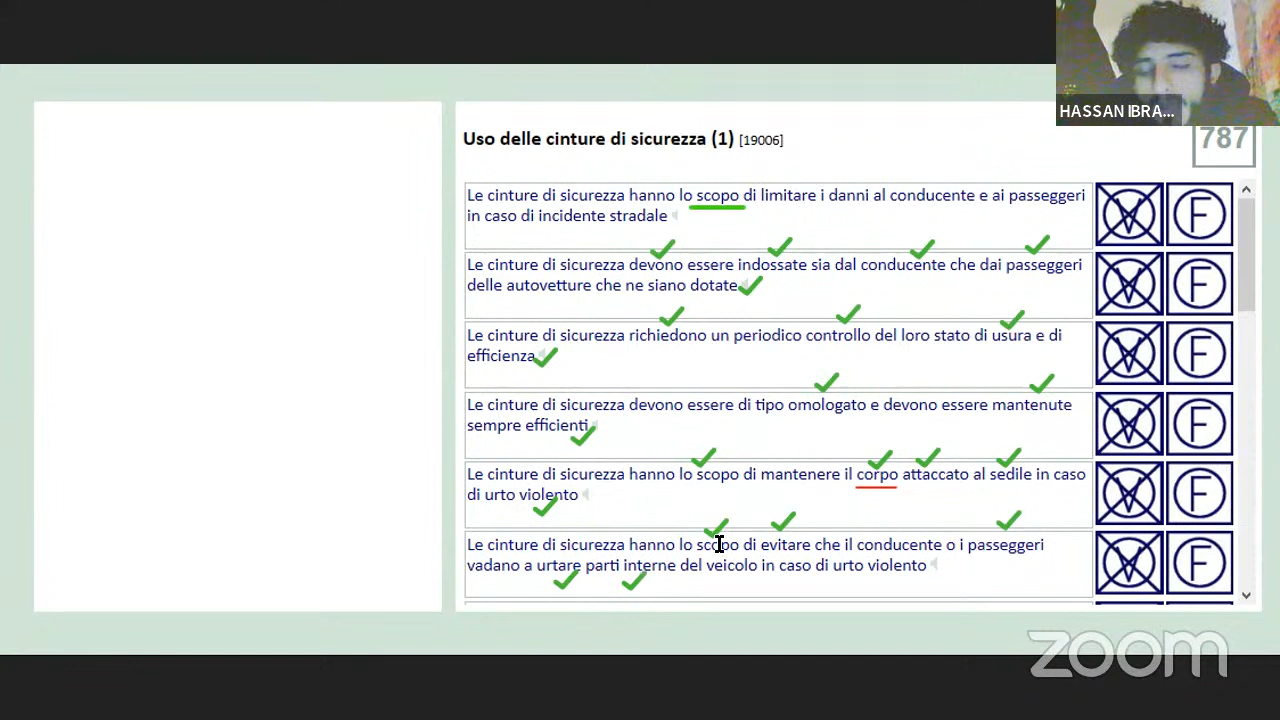 HASSAN IBRA...
Uso delle cinture di sicurezza (1) [19006]
787
Le cinture di sicurezza hanno lo scopo di limitare i danni al conducente e ai passeggeri
in caso di incidente stradale
V F
Le cinture di sicurezza devono essere indossate sia dal conducente che dai passeggeri
delle autovetture che ne siano dotate
V F
Le cinture di sicurezza richiedono un periodico controllo del loro stato di usura e di
efficienza
V F
Le cinture di sicurezza devono essere di tipo omologato e devono essere mantenute
sempre efficienti
V F
Le cinture di sicurezza hanno lo scopo di mantenere il corpo attaccato al sedile in caso
di urto violento
V F
Le cinture di sicurezza hanno lo scopo di evitare che il conducente o i passeggeri
vadano a urtare parti interne del veicolo in caso di urto violento
V F
zoom